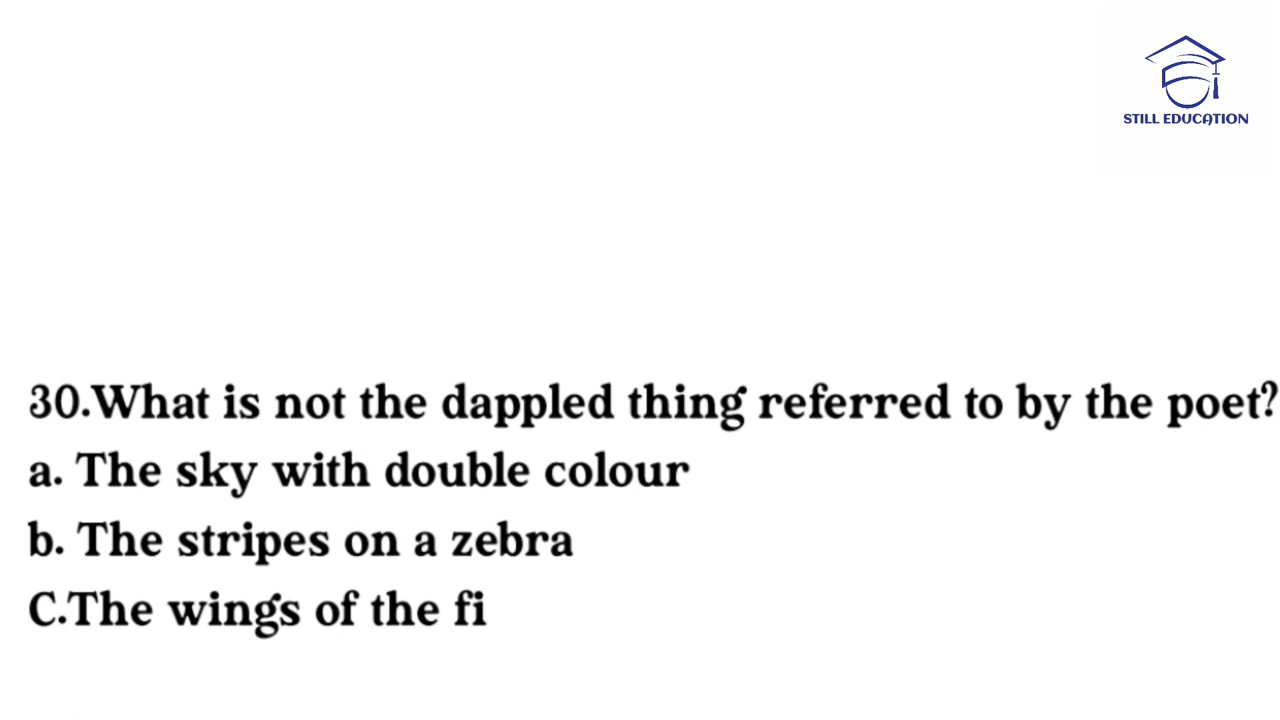 STILL EDUCATION
30.What is not the dappled thing referred to by the poet?
a. The sky with double colour
b. The stripes on a zebra
C.The wings of the fi